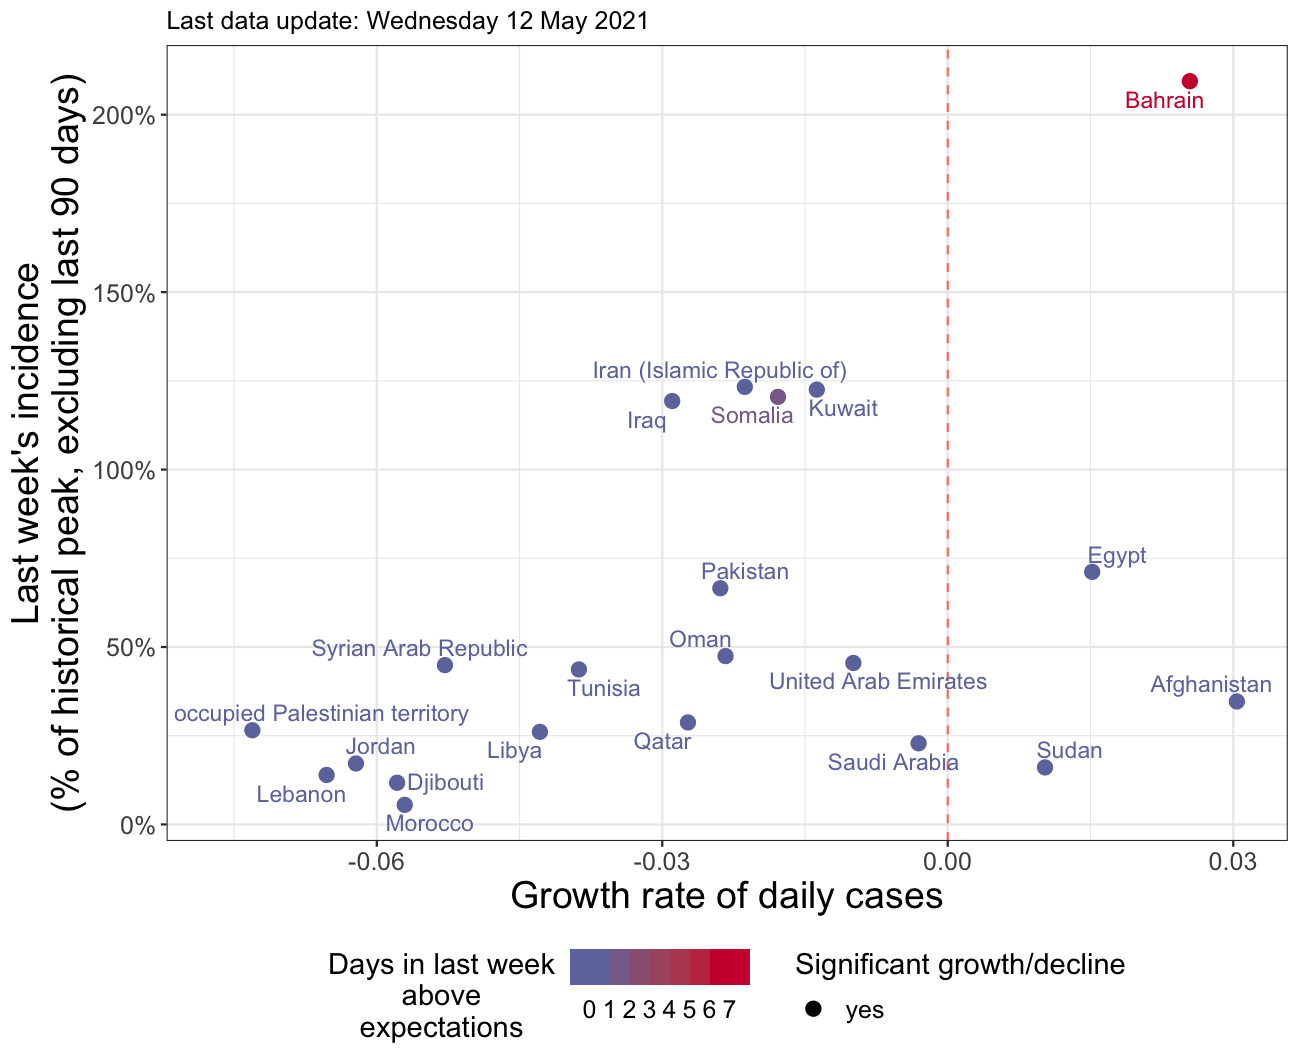 Last data update: Wednesday 12 May 2021
Last week's incidence
(% of historical peak, excluding last 90 days)
200%
150%
100%
50%
0%
Bahrain
Iran (Islamic Republic of)
Iraq
Somalia
Kuwait
Egypt
Pakistan
Oman
Syrian Arab Republic
Tunisia
United Arab Emirates
Afghanistan
occupied Palestinian territory
Jordan
Libya
Qatar
Saudi Arabia
Sudan
Lebanon
Djibouti
Morocco
-0.06
-0.03
0.00
0.03
Growth rate of daily cases
Days in last week
above
expectations
0 1 2 3 4 5 6 7
Significant growth/decline
yes